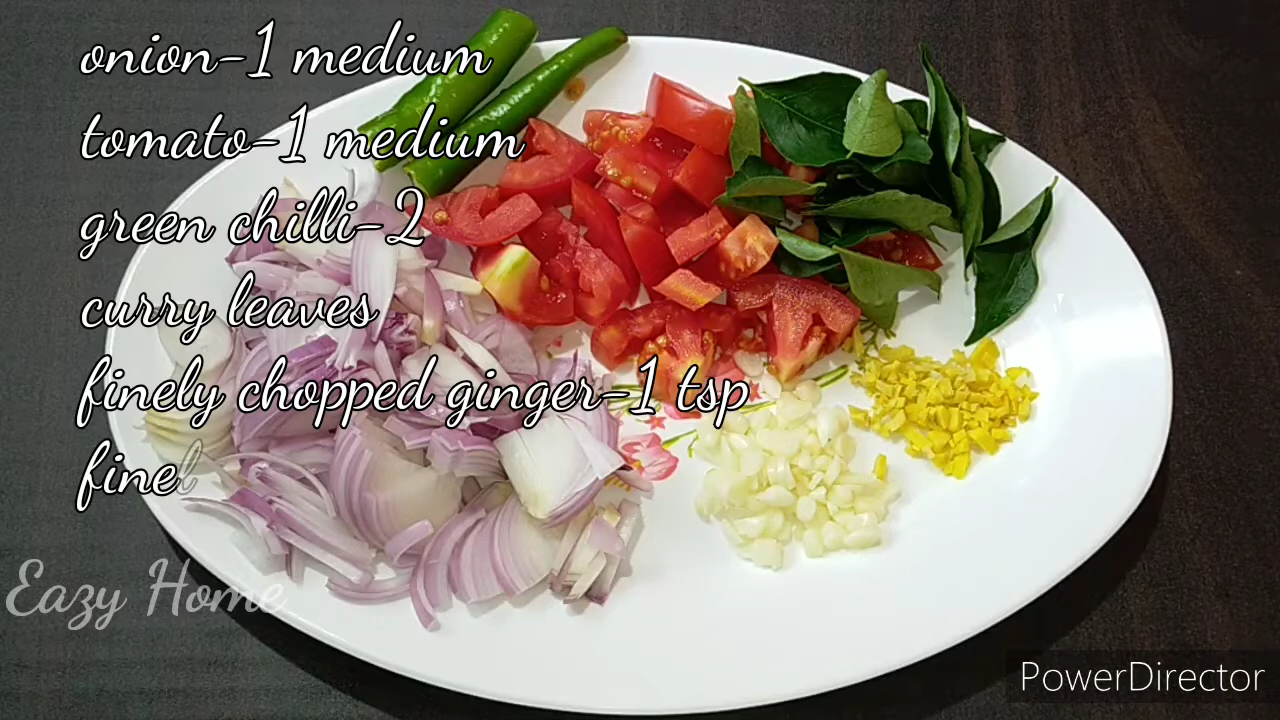 onion-1 medium
tomato-1 medium
green chilli-2
curry leaves
finely chopped ginger-1 tsp
finel
Eazy Home
PowerDirector